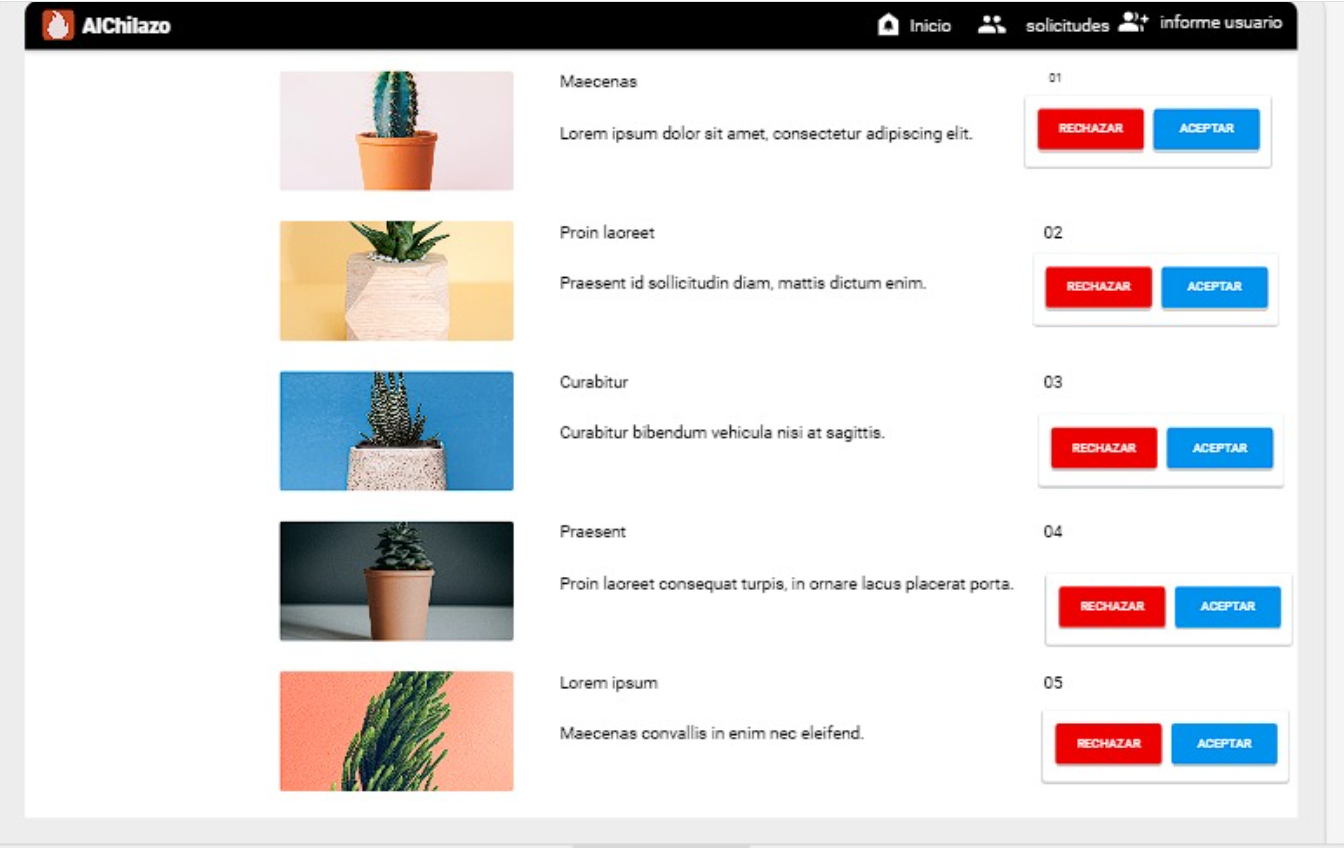 AlChilazo
Inicio
solicitudes
informe usuario
Maecenas
01
Lorem ipsum dolor sit amet, consectetur adipiscing elit.
RECHAZAR
ACEPTAR
Proin laoreet
02
Praesent id sollicitudin diam, mattis dictum enim.
RECHAZAR
ACEPTAR
Curabitur
03
Curabitur bibendum vehicula nisi at sagittis.
RECHAZAR
ACEPTAR
Praesent
04
Proin laoreet consequat turpis, in ornare lacus placerat porta.
RECHAZAR
ACEPTAR
Lorem ipsum
05
Maecenas convallis in enim nec eleifend.
RECHAZAR
ACEPTAR